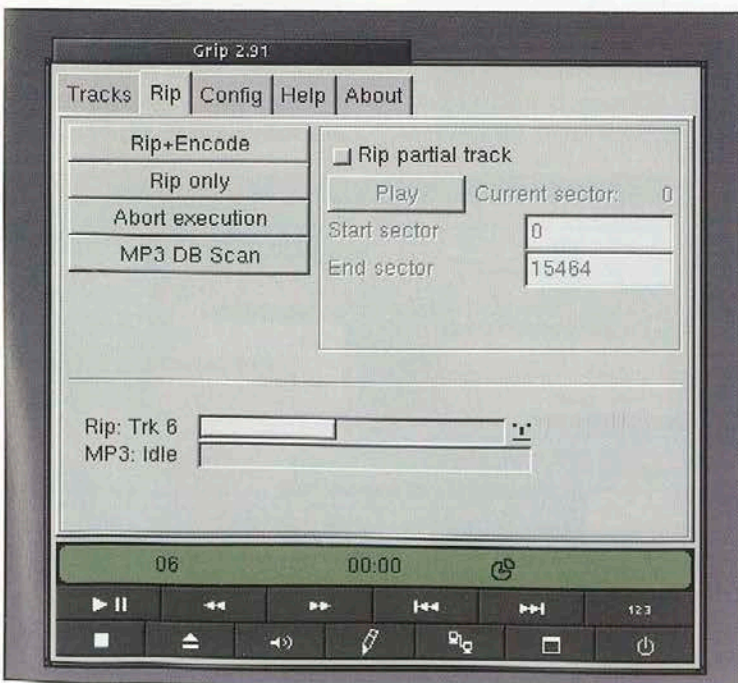 Grip 2.91
Tracks Rip Config Help About
Rip+Encode
Rip only
Abort execution
MP3 DB Scan
Rip partial track
Play Current sector: 0
Start sector 0
End sector 15464
Rip: Trk 6
MP3: Idle
06 00:00
123